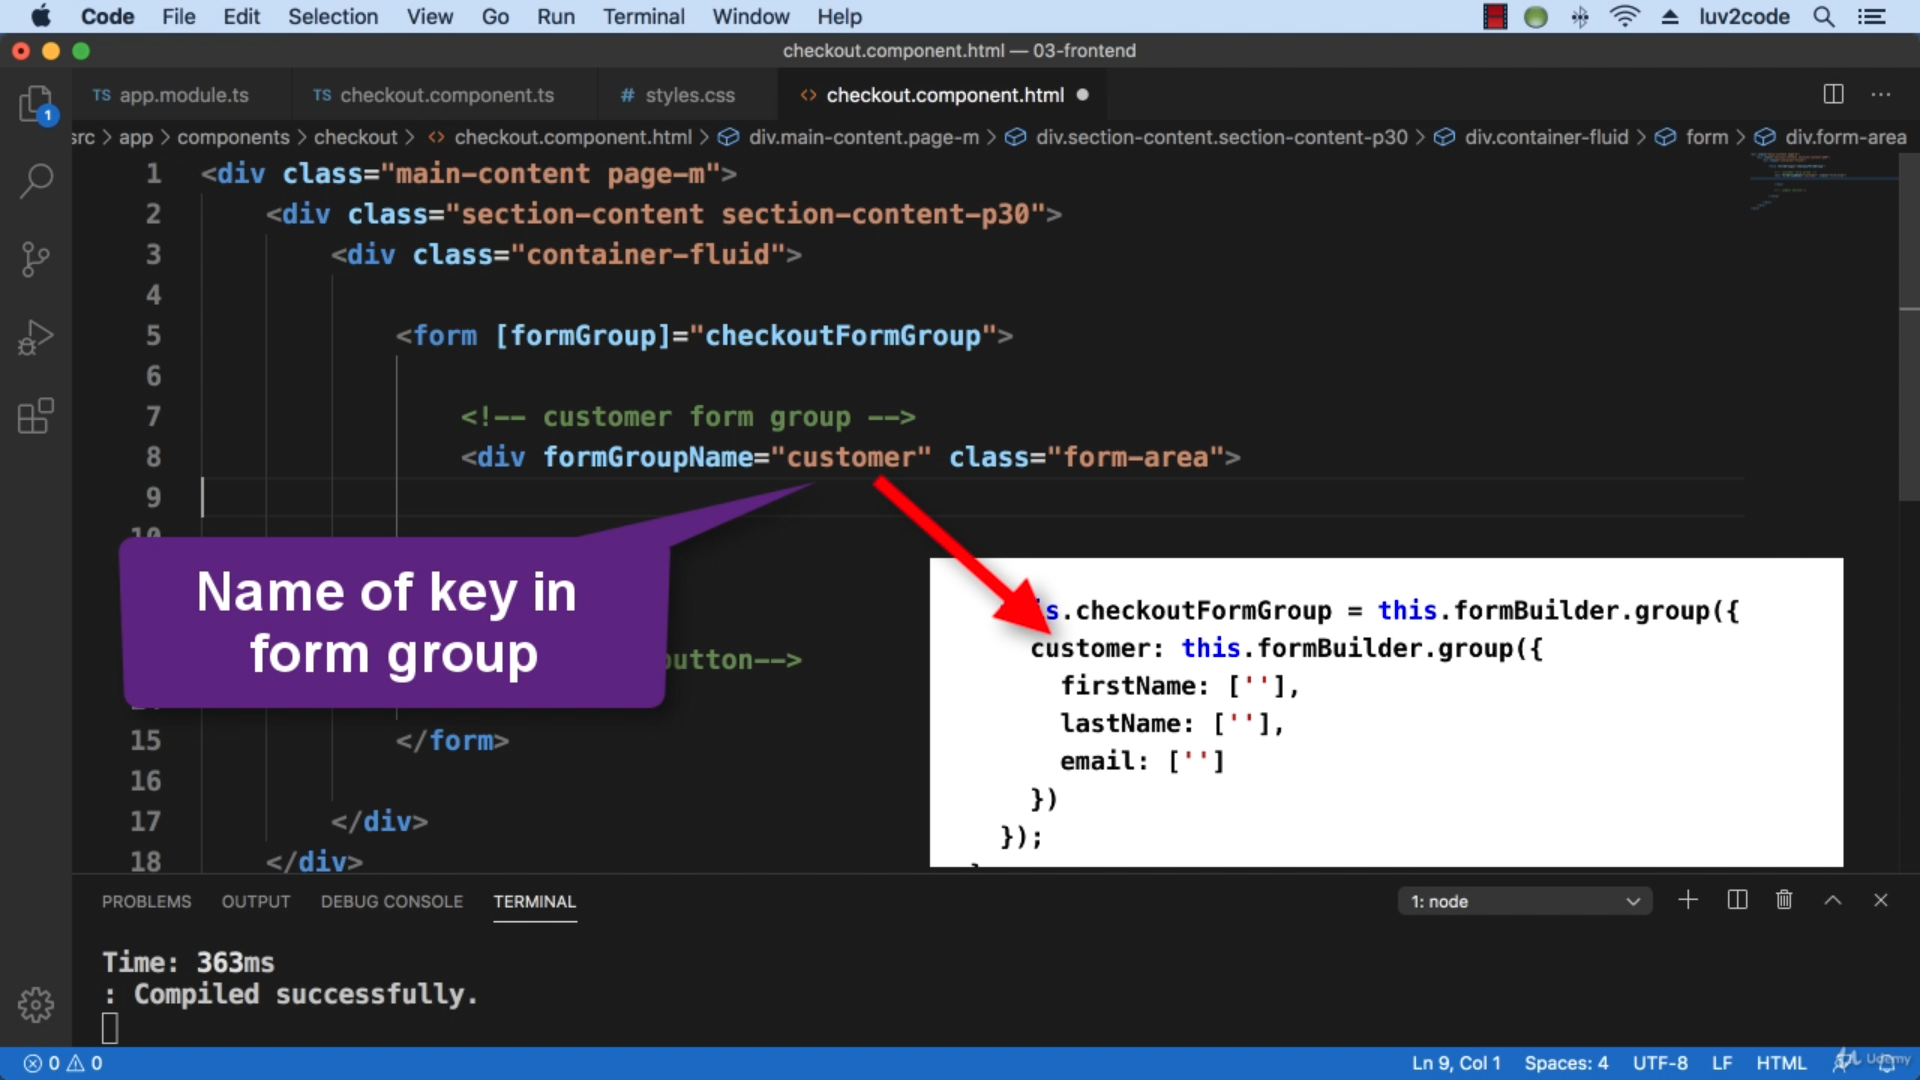 Code File Edit Selection View Go Run Terminal Window Help luv2code
checkout.component.html — 03-frontend
TS app.module.ts TS checkout.component.ts # styles.css <> checkout.component.html
1
src > app > components > checkout > <> checkout.component.html > div.main-content.page-m > div.section-content.section-content-p30 > div.container-fluid > form > div.form-area
1 <div class="main-content page-m">
2 <div class="section-content section-content-p30">
3 <div class="container-fluid">
4
5 <form [formGroup]="checkoutFormGroup">
6
7 <!-- customer form group -->
8 <div formGroupName="customer" class="form-area">
9
10
Name of key in
form group
button-->
15 </form>
16
17 </div>
18 </div>
is.checkoutFormGroup = this.formBuilder.group({
customer: this.formBuilder.group({
firstName: [''],
lastName: [''],
email: ['']
})
});
PROBLEMS OUTPUT DEBUG CONSOLE TERMINAL 1: node
Time: 363ms
: Compiled successfully.
0 0 Ln 9, Col 1 Spaces: 4 UTF-8 LF HTML Udemy